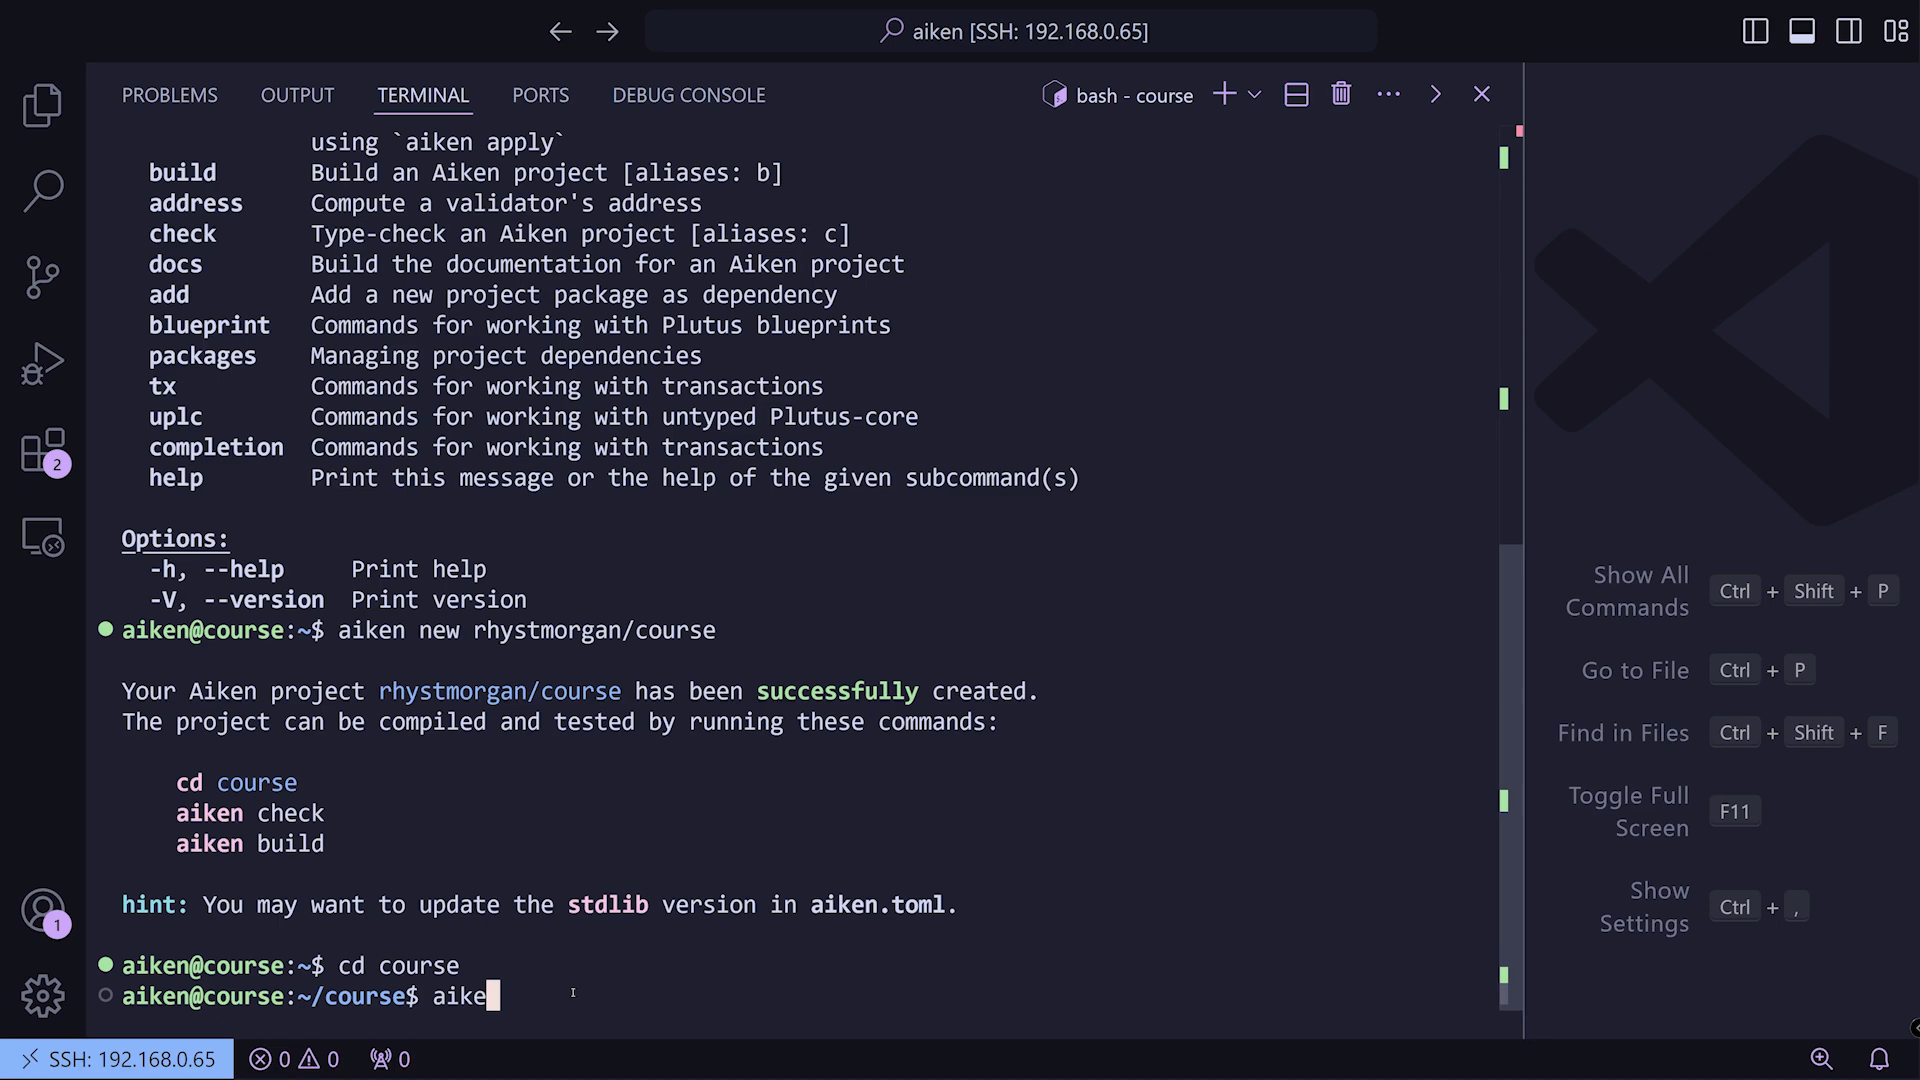 aiken [SSH: 192.168.0.65]
PROBLEMS OUTPUT TERMINAL PORTS DEBUG CONSOLE bash - course
using `aiken apply`
build Build an Aiken project [aliases: b]
address Compute a validator's address
check Type-check an Aiken project [aliases: c]
docs Build the documentation for an Aiken project
add Add a new project package as dependency
blueprint Commands for working with Plutus blueprints
packages Managing project dependencies
tx Commands for working with transactions
uplc Commands for working with untyped Plutus-core
completion Commands for working with transactions
help Print this message or the help of the given subcommand(s)
Options:
-h, --help Print help
-V, --version Print version
aiken@course:~$ aiken new rhystmorgan/course
Your Aiken project rhystmorgan/course has been successfully created.
The project can be compiled and tested by running these commands:
cd course
aiken check
aiken build
hint: You may want to update the stdlib version in aiken.toml.
aiken@course:~$ cd course
aiken@course:~/course$ aike
2
1
Show All
Commands Ctrl + Shift + P
Go to File Ctrl + P
Find in Files Ctrl + Shift + F
Toggle Full
Screen F11
Show
Settings Ctrl + ,
SSH: 192.168.0.65 0 0 0